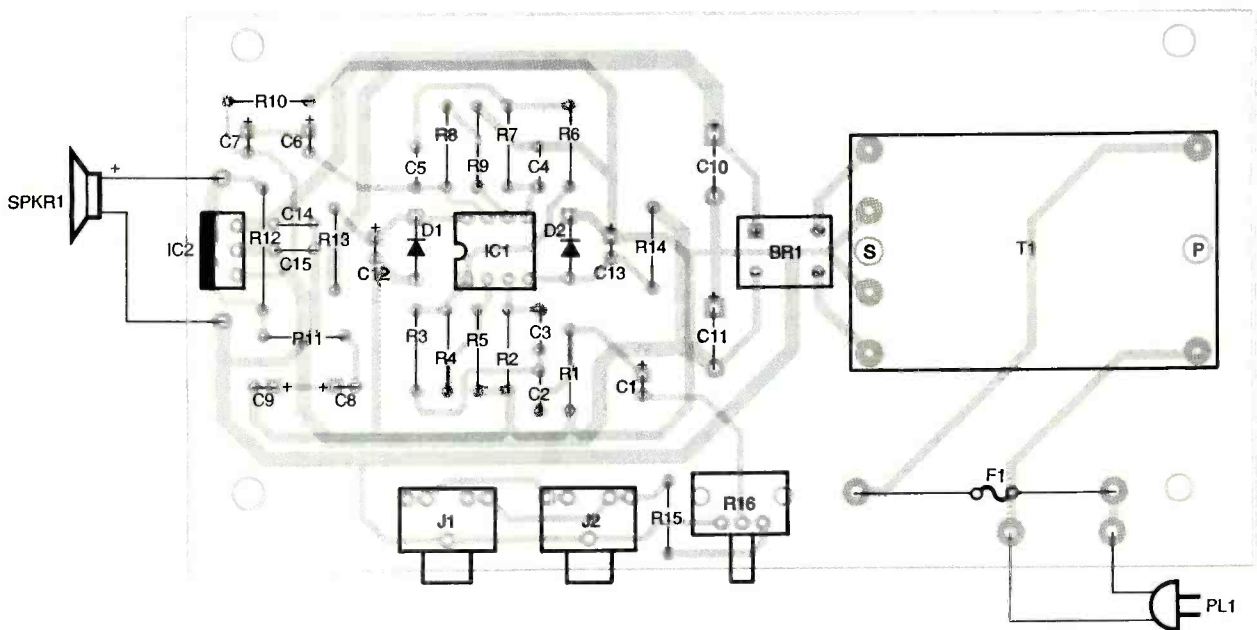 R10
C7
C6
R8
R9
R7
R6
C5
C4
C10
+
SPKR1
+
+
C14
IC2
R12
C15
R13
+
C12
D1
IC1
D2
+
C13
R14
+
BR1
S
T1
P
R11
R3
R4
R5
R2
C3
C2
R1
+
C1
+
C11
C9
+
+
C8
J1
J2
R15
R16
F1
PL1